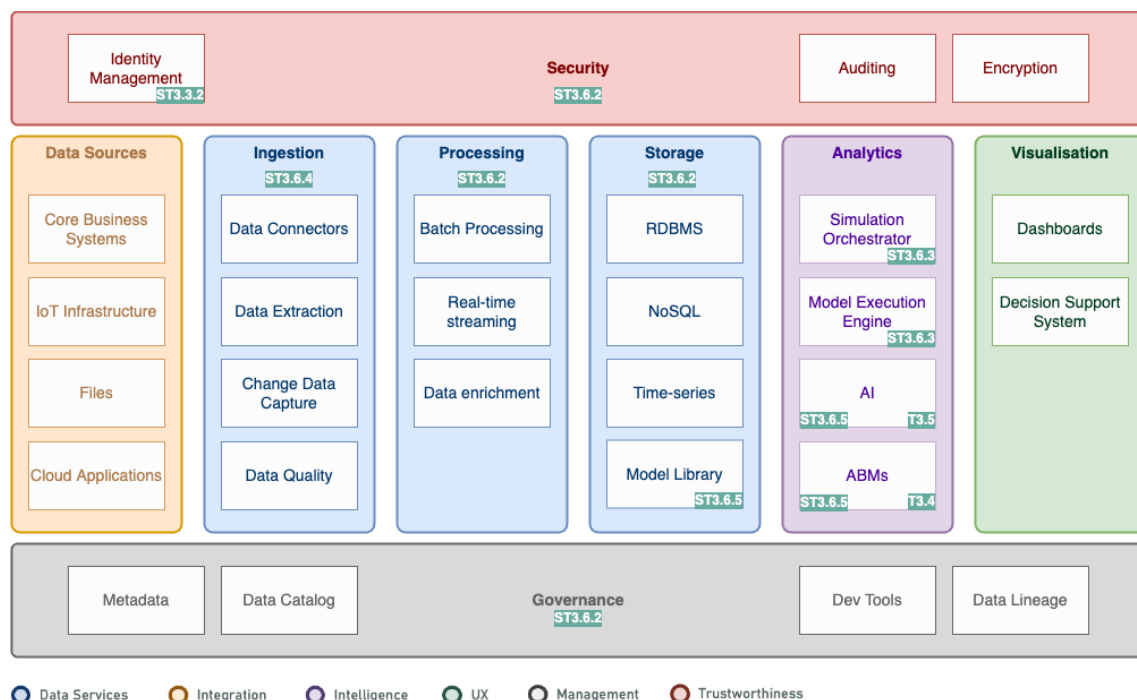 Identity
Management
ST3.3.2
Security
ST3.6.2
Auditing
Encryption
Data Sources
Core Business
Systems
IoT Infrastructure
Files
Cloud Applications
Ingestion
ST3.6.4
Data Connectors
Data Extraction
Change Data
Capture
Data Quality
Processing
ST3.6.2
Batch Processing
Real-time
streaming
Data enrichment
Storage
ST3.6.2
RDBMS
NoSQL
Time-series
Model Library
ST3.6.5
Analytics
Simulation
Orchestrator
ST3.6.3
Model Execution
Engine
ST3.6.3
AI
ST3.6.5 T3.5
ABMs
ST3.6.5 T3.4
Visualisation
Dashboards
Decision Support
System
Metadata
Data Catalog
Governance
ST3.6.2
Dev Tools
Data Lineage
Data Services
Integration
Intelligence
UX
Management
Trustworthiness